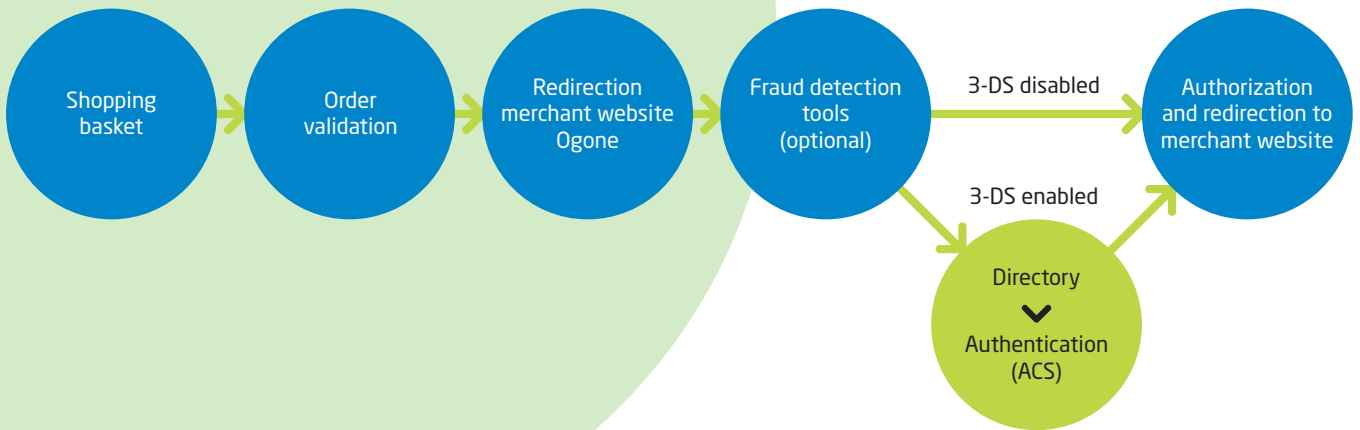 Shopping
basket
Order
validation
Redirection
merchant website
Ogone
Fraud detection
tools
(optional)
3-DS disabled
3-DS enabled
Directory
Authentication
(ACS)
Authorization
and redirection to
merchant website